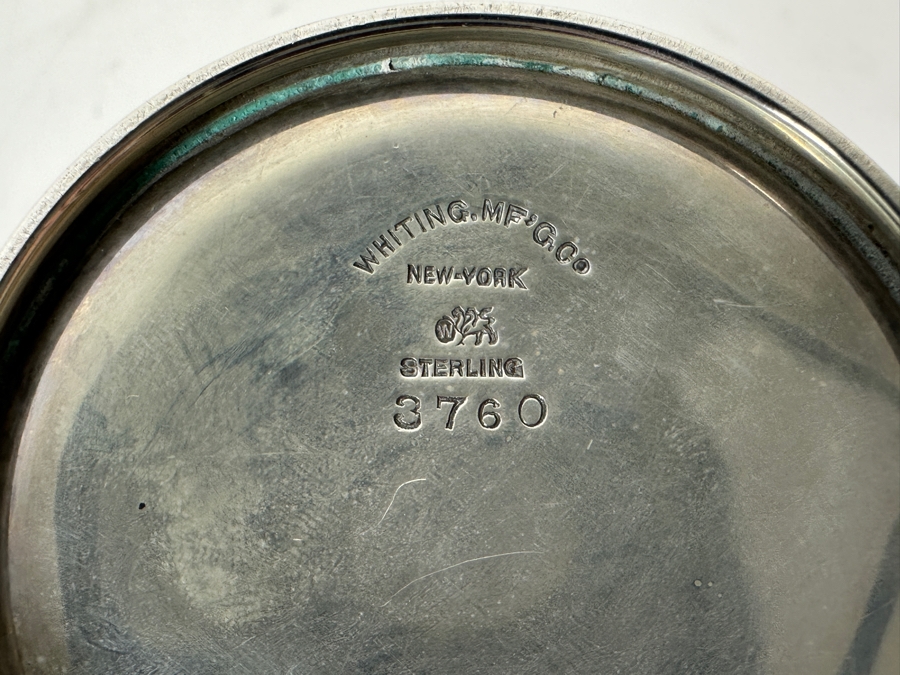 WHITING. MF'G. Co
NEW-YORK
W
STERLING
3760